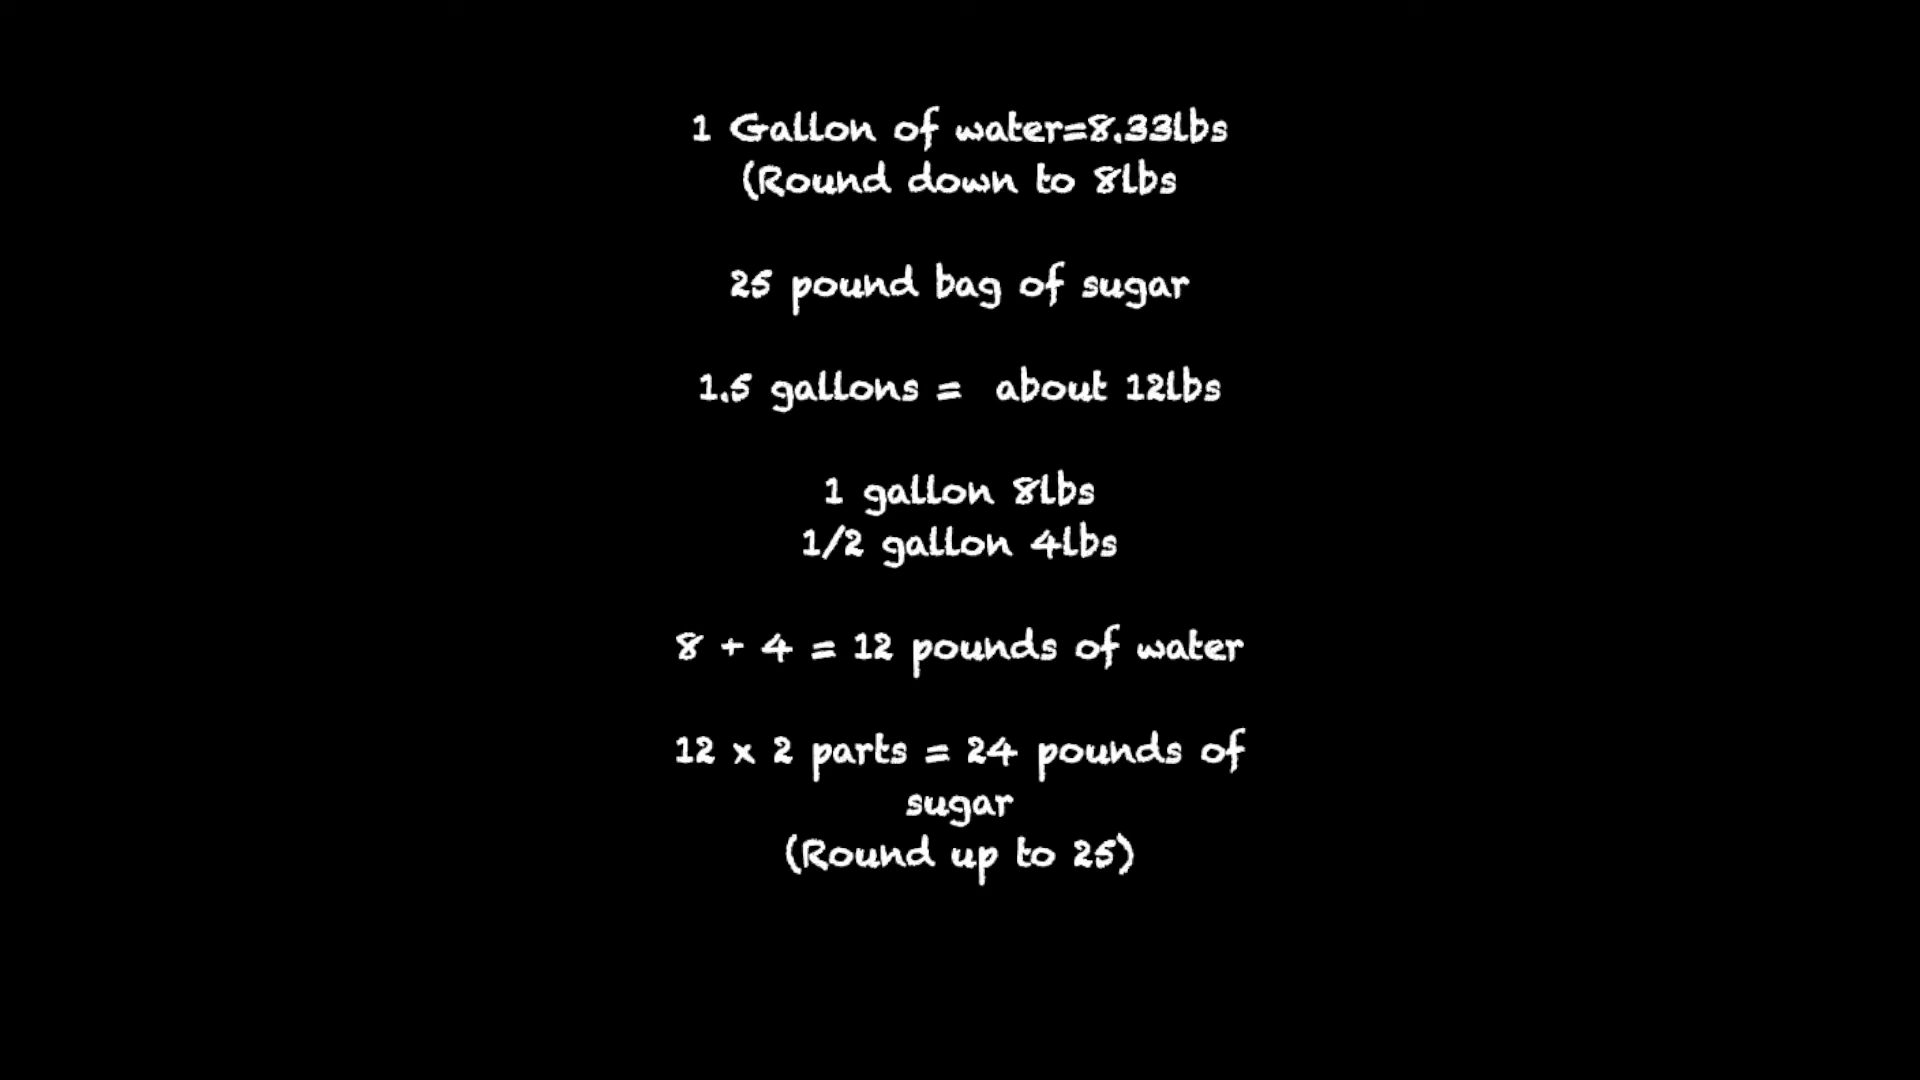 1 Gallon of water=8.33lbs
(Round down to 8lbs
25 pound bag of sugar
1.5 gallons = about 12lbs
1 gallon 8lbs
1/2 gallon 4lbs
8 + 4 = 12 pounds of water
12 x 2 parts = 24 pounds of
sugar
(Round up to 25)